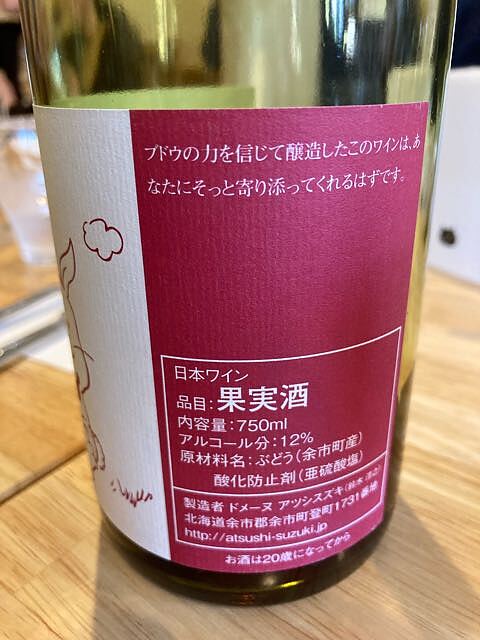 ブドウの力を信じて醸造したこのワインは、あ
なたにそっと寄り添ってくれるはずです。
日本ワイン
品目：果実酒
内容量：750ml
アルコール分：12%
原材料名：ぶどう（余市町産）
酸化防止剤（亜硫酸塩）
製造者 ドメーヌ アツシスズキ（鈴木 淳之）
北海道余市郡余市町登町1731番地
http://atsushi-suzuki.jp
お酒は20歳になってから